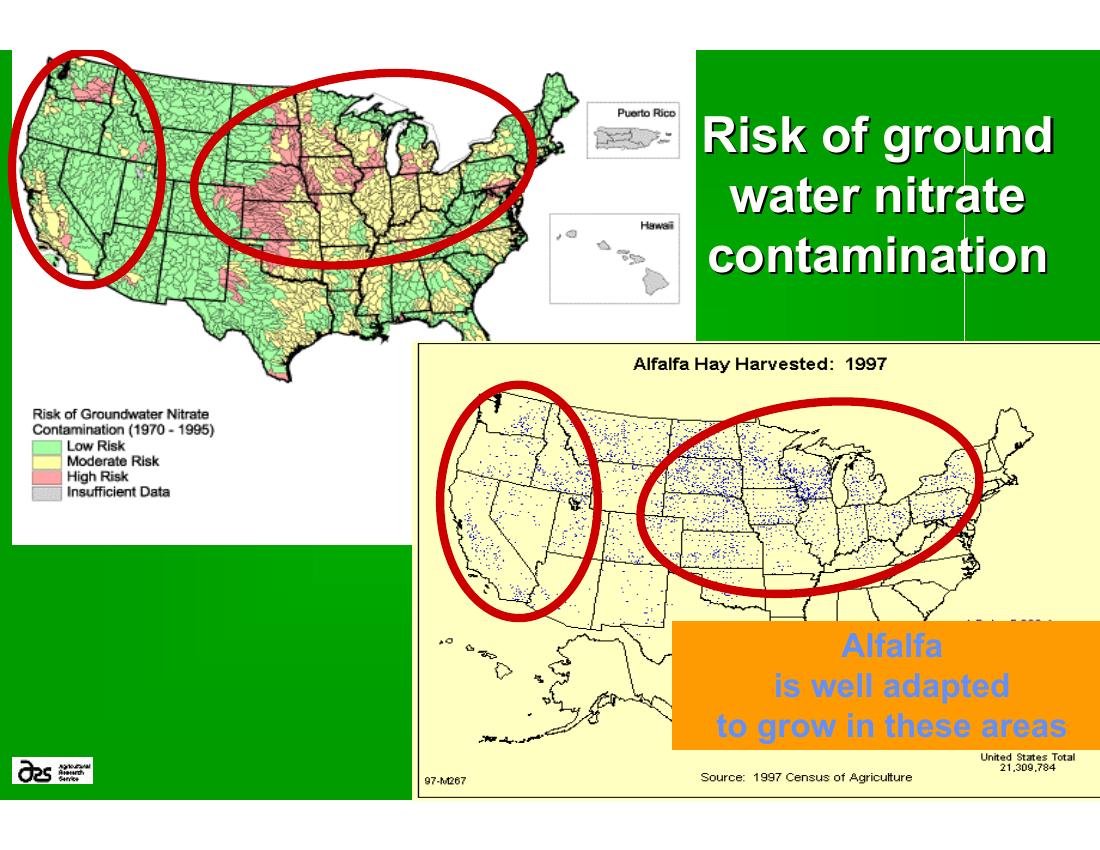 Risk of ground
water nitrate
contamination
Puerto Rico
Hawaii
Risk of Groundwater Nitrate
Contamination (1970 - 1995)
Low Risk
Moderate Risk
High Risk
Insufficient Data
Alfalfa Hay Harvested: 1997
Alfalfa
is well adapted
to grow in these areas
United States Total
21,309,784
Source: 1997 Census of Agriculture
97-M267
ars
Agricultural
Research
Service